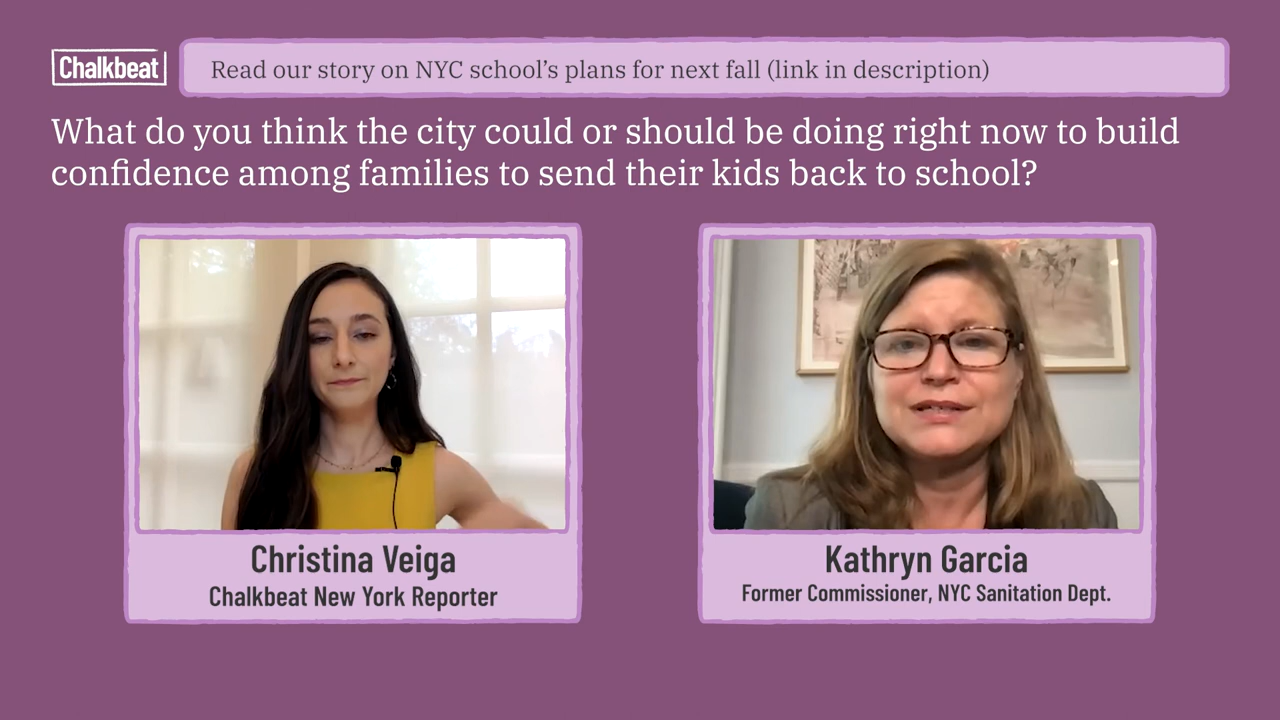 Chalkbeat
Read our story on NYC school’s plans for next fall (link in description)
What do you think the city could or should be doing right now to build
confidence among families to send their kids back to school?
Christina Veiga
Chalkbeat New York Reporter
Kathryn Garcia
Former Commissioner, NYC Sanitation Dept.